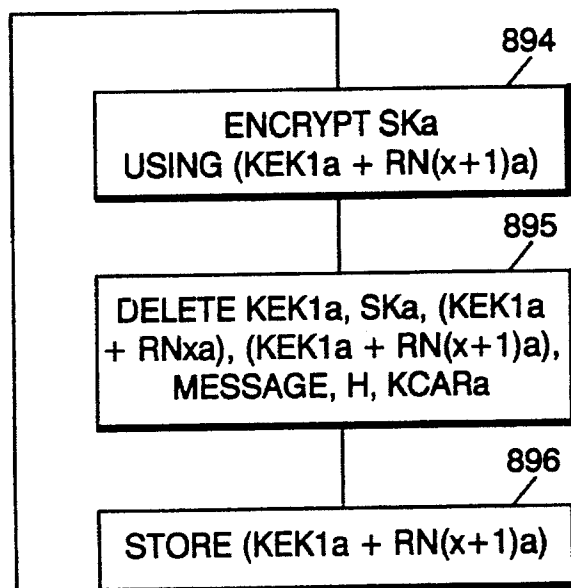 894
ENCRYPT SKa
USING (KEK1a + RN(x+1)a)
895
DELETE KEK1a, SKa, (KEK1a
+ RNxa), (KEK1a + RN(x+1)a),
MESSAGE, H, KCARa
896
STORE (KEK1a + RN(x+1)a)